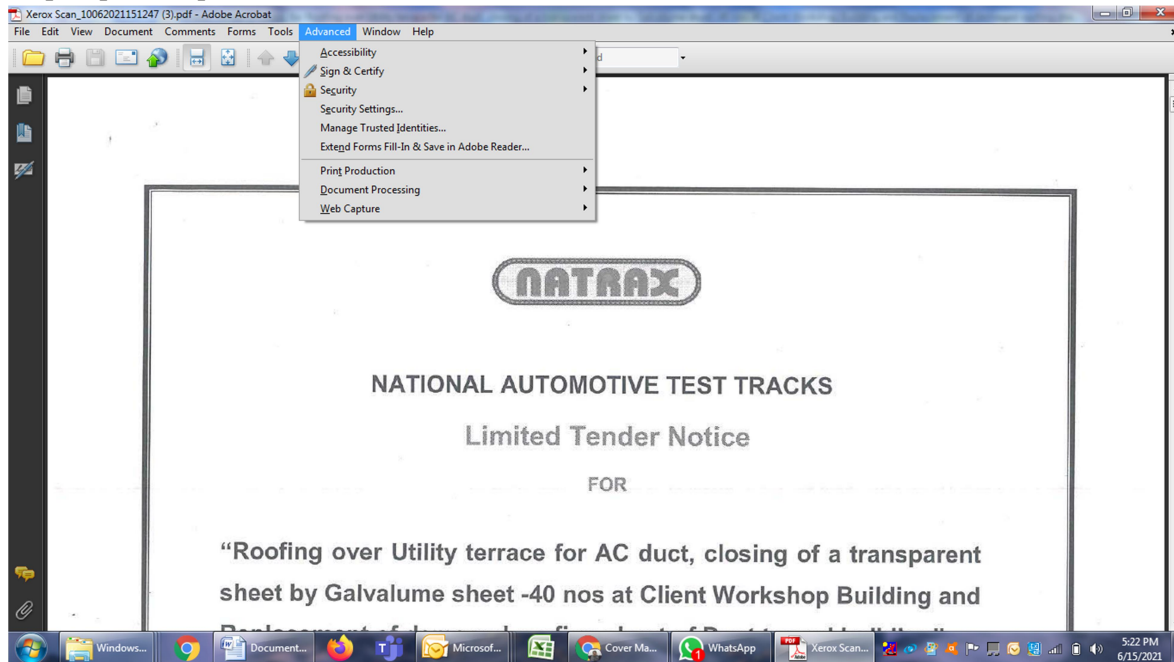 Xerox Scan_10062021151247 (3).pdf - Adobe Acrobat
File Edit View Document Comments Forms Tools Advanced Window Help
Accessibility
Sign & Certify
Security
Security Settings...
Manage Trusted Identities...
Extend Forms Fill-In & Save in Adobe Reader...
Print Production
Document Processing
Web Capture
NATRAX
NATIONAL AUTOMOTIVE TEST TRACKS
Limited Tender Notice
FOR
“Roofing over Utility terrace for AC duct, closing of a transparent
sheet by Galvalume sheet -40 nos at Client Workshop Building and
Windows... Document... Microsof... Cover Ma... WhatsApp Xerox Scan... 5:22 PM
6/15/2021